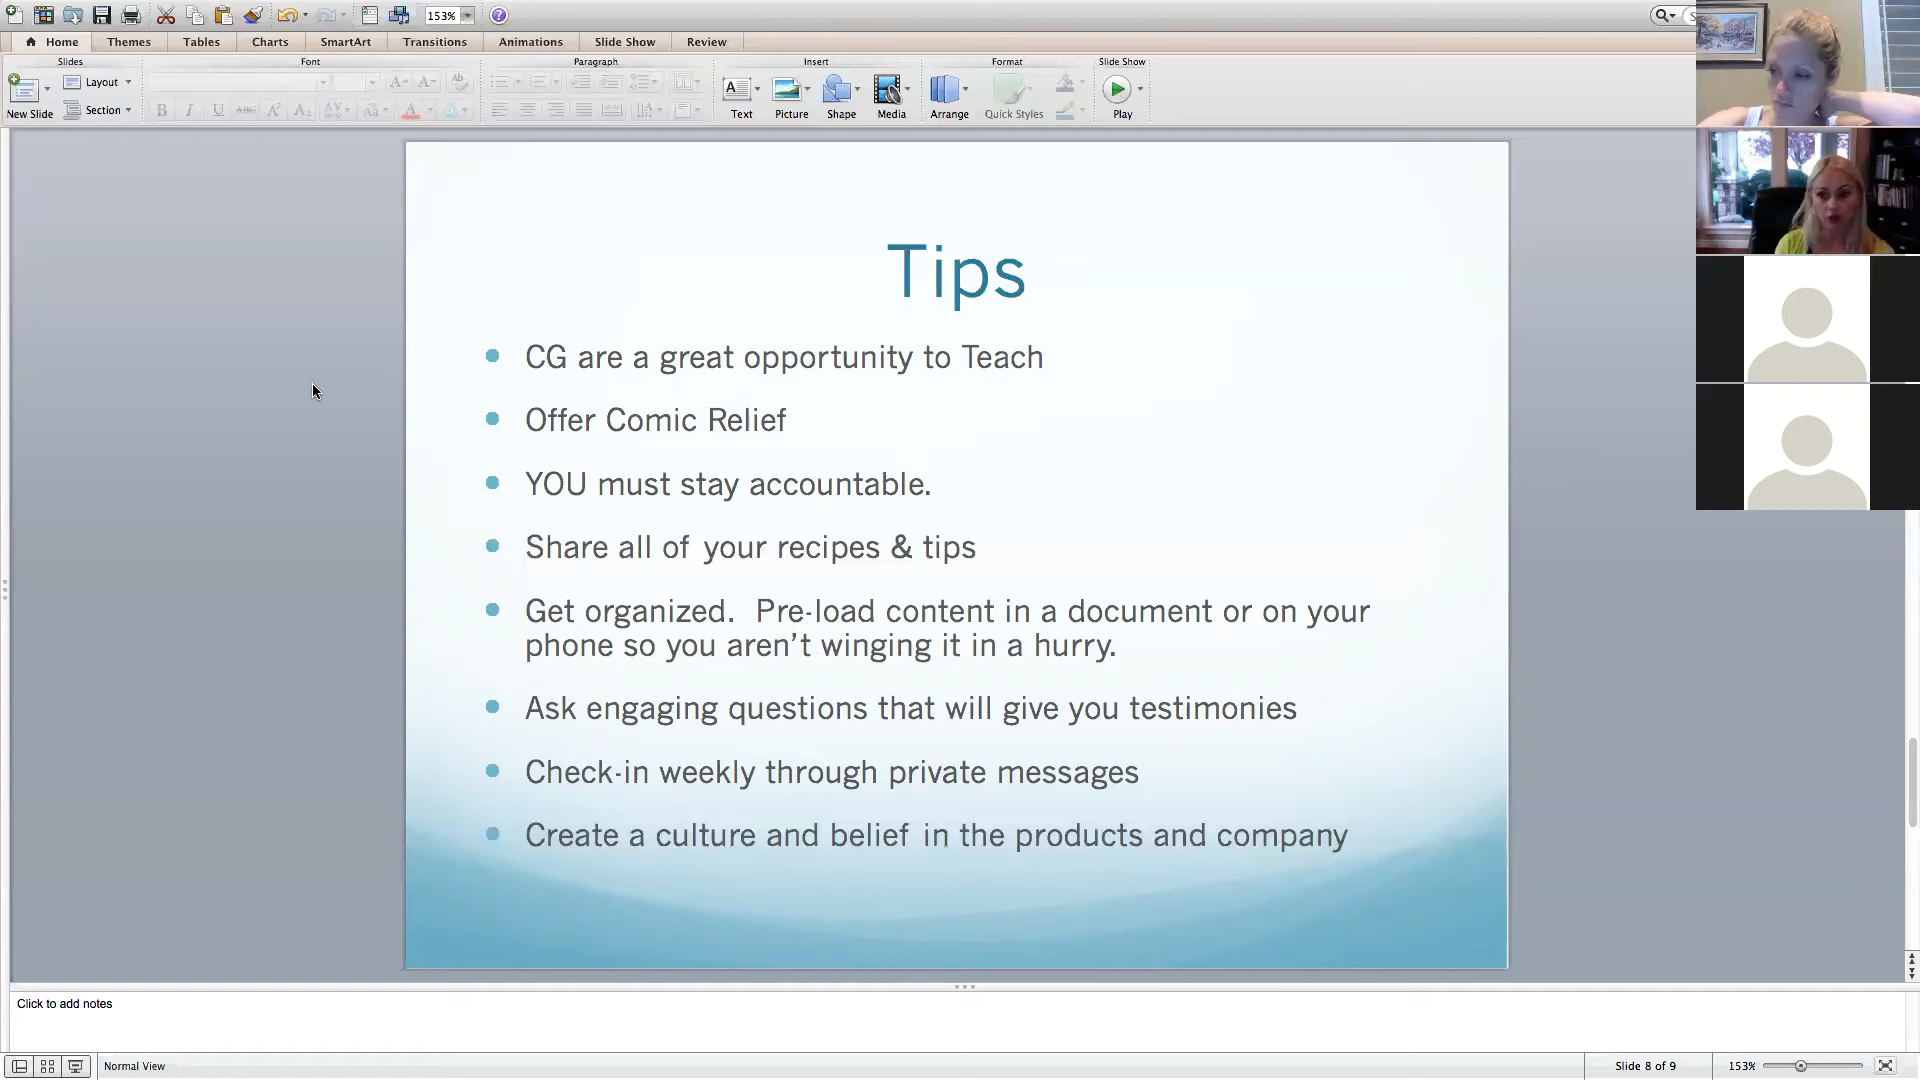 153%
Home Themes Tables Charts SmartArt Transitions Animations Slide Show Review
Slides Font Paragraph Insert Format Slide Show
New Slide Layout Section B I U ABC A² A₂ AV Aa A A Text Picture Shape Media Arrange Quick Styles Play
Tips
CG are a great opportunity to Teach
Offer Comic Relief
YOU must stay accountable.
Share all of your recipes & tips
Get organized. Pre-load content in a document or on your
phone so you aren't winging it in a hurry.
Ask engaging questions that will give you testimonies
Check-in weekly through private messages
Create a culture and belief in the products and company
Click to add notes
Normal View Slide 8 of 9 153%